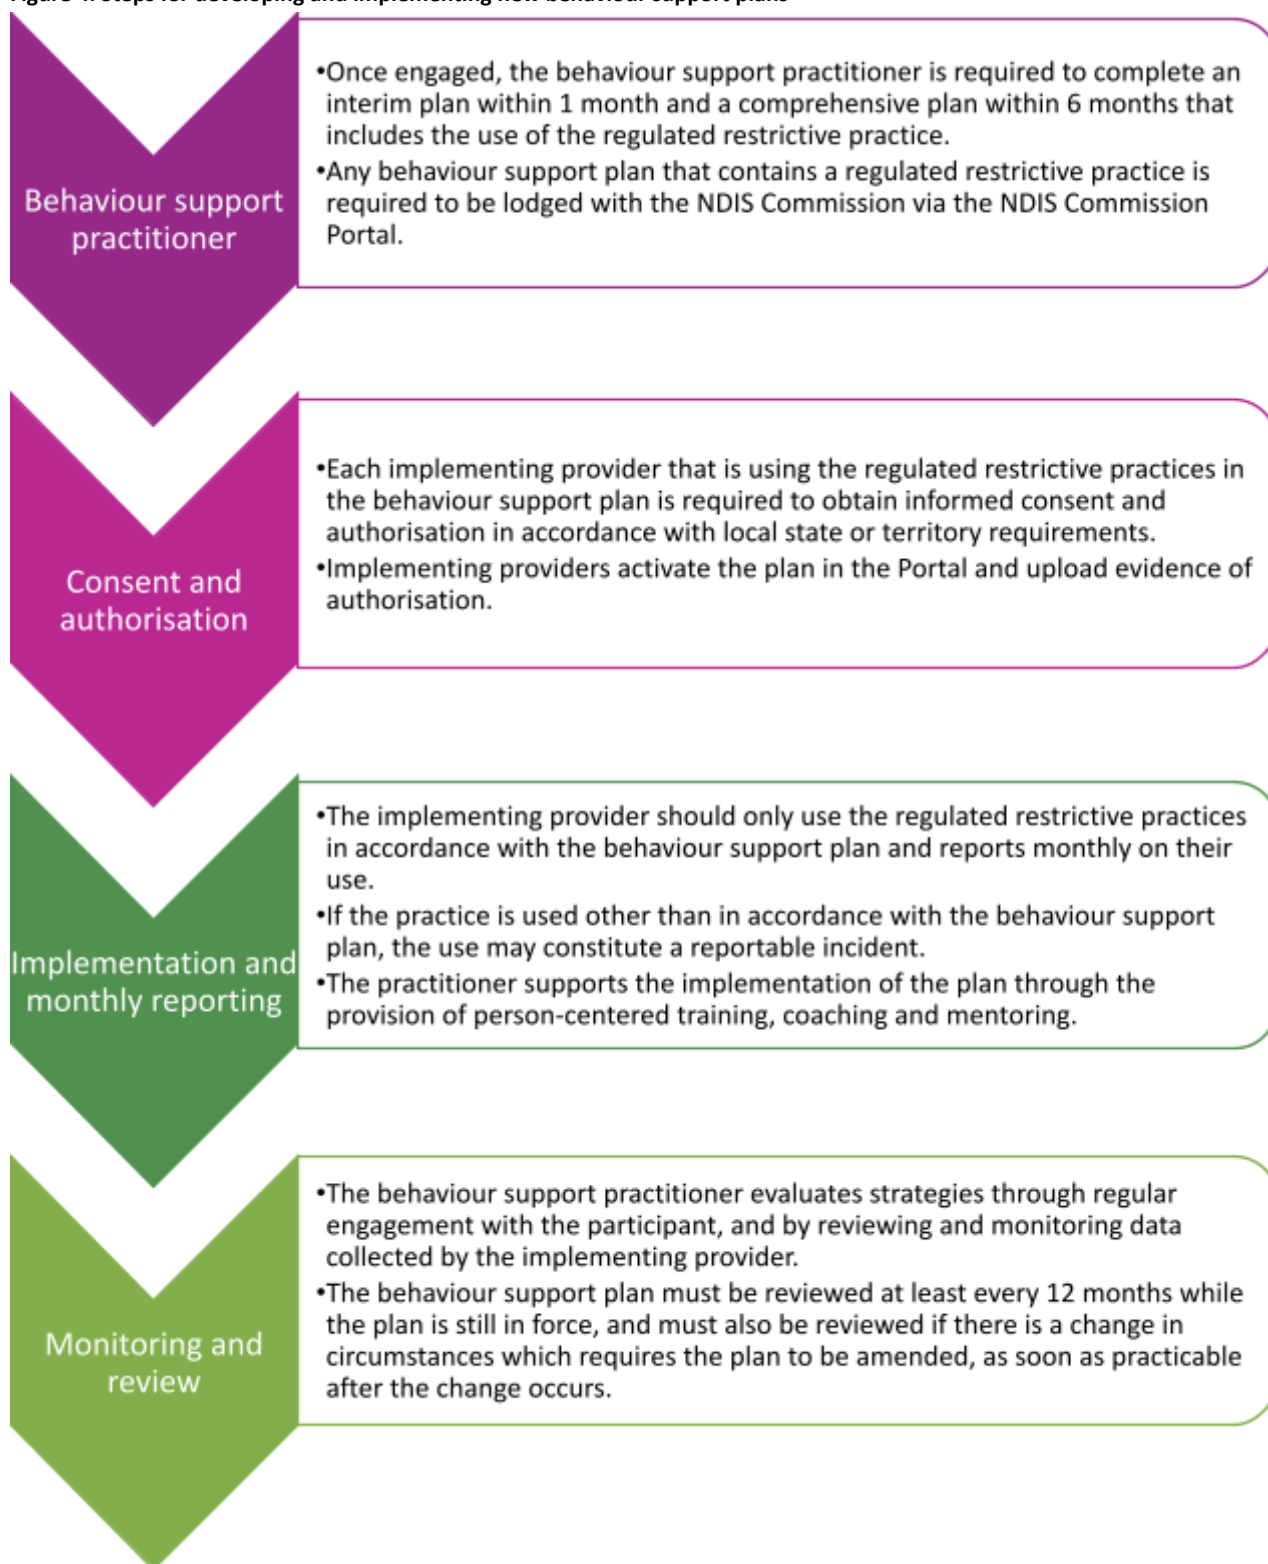 Figure 4. Steps for developing and implementing new behaviour support plans
Behaviour support
practitioner
•Once engaged, the behaviour support practitioner is required to complete an
interim plan within 1 month and a comprehensive plan within 6 months that
includes the use of the regulated restrictive practice.
•Any behaviour support plan that contains a regulated restrictive practice is
required to be lodged with the NDIS Commission via the NDIS Commission
Portal.
Consent and
authorisation
•Each implementing provider that is using the regulated restrictive practices in
the behaviour support plan is required to obtain informed consent and
authorisation in accordance with local state or territory requirements.
•Implementing providers activate the plan in the Portal and upload evidence of
authorisation.
Implementation and
monthly reporting
•The implementing provider should only use the regulated restrictive practices
in accordance with the behaviour support plan and reports monthly on their
use.
•If the practice is used other than in accordance with the behaviour support
plan, the use may constitute a reportable incident.
•The practitioner supports the implementation of the plan through the
provision of person-centered training, coaching and mentoring.
Monitoring and
review
•The behaviour support practitioner evaluates strategies through regular
engagement with the participant, and by reviewing and monitoring data
collected by the implementing provider.
•The behaviour support plan must be reviewed at least every 12 months while
the plan is still in force, and must also be reviewed if there is a change in
circumstances which requires the plan to be amended, as soon as practicable
after the change occurs.